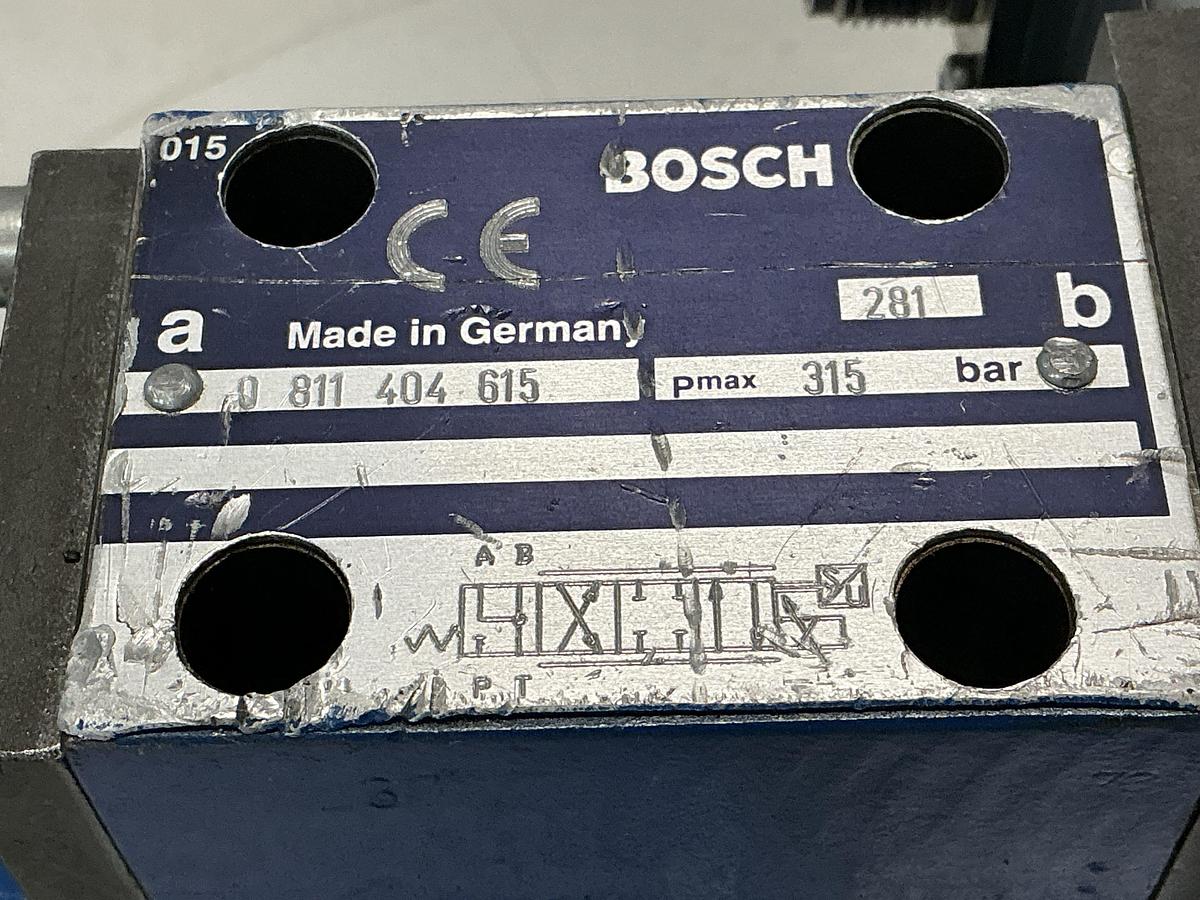 015
BOSCH
CE
281
a
b
Made in Germany
0 811 404 615
pmax 315 bar
A B
S/U
P T